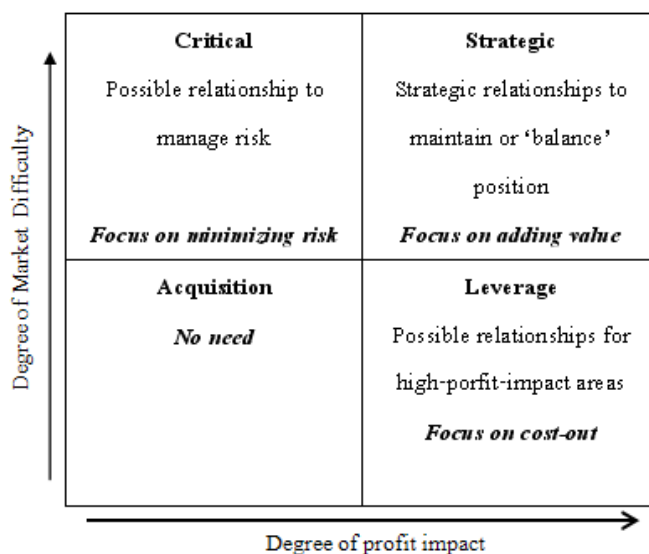 Critical
Possible relationship to
manage risk
Focus on minimizing risk
Strategic
Strategic relationships to
maintain or ‘balance’
position
Focus on adding value
Acquisition
No need
Leverage
Possible relationships for
high-porfit-impact areas
Focus on cost-out
Degree of Market Difficulty
Degree of profit impact